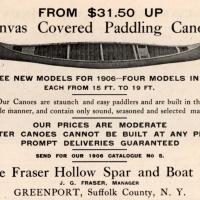 FROM $31.50 UP
nvas Covered Paddling Cano
EE NEW MODELS FOR 1906—FOUR MODELS IN
EACH FROM 15 FT. TO 19 FT.
Our Canoes are staunch and easy paddlers and are built in th
le manner, and contain only sound, seasoned and selected ma
OUR PRICES ARE MODERATE
TER CANOES CANNOT BE BUILT AT ANY P
PROMPT DELIVERIES GUARANTEED
SEND FOR OUR 1906 CATALOGUE No 5.
e Fraser Hollow Spar and Boat
J. G. FRASER, MANAGER
GREENPORT, Suffolk County, N. Y.